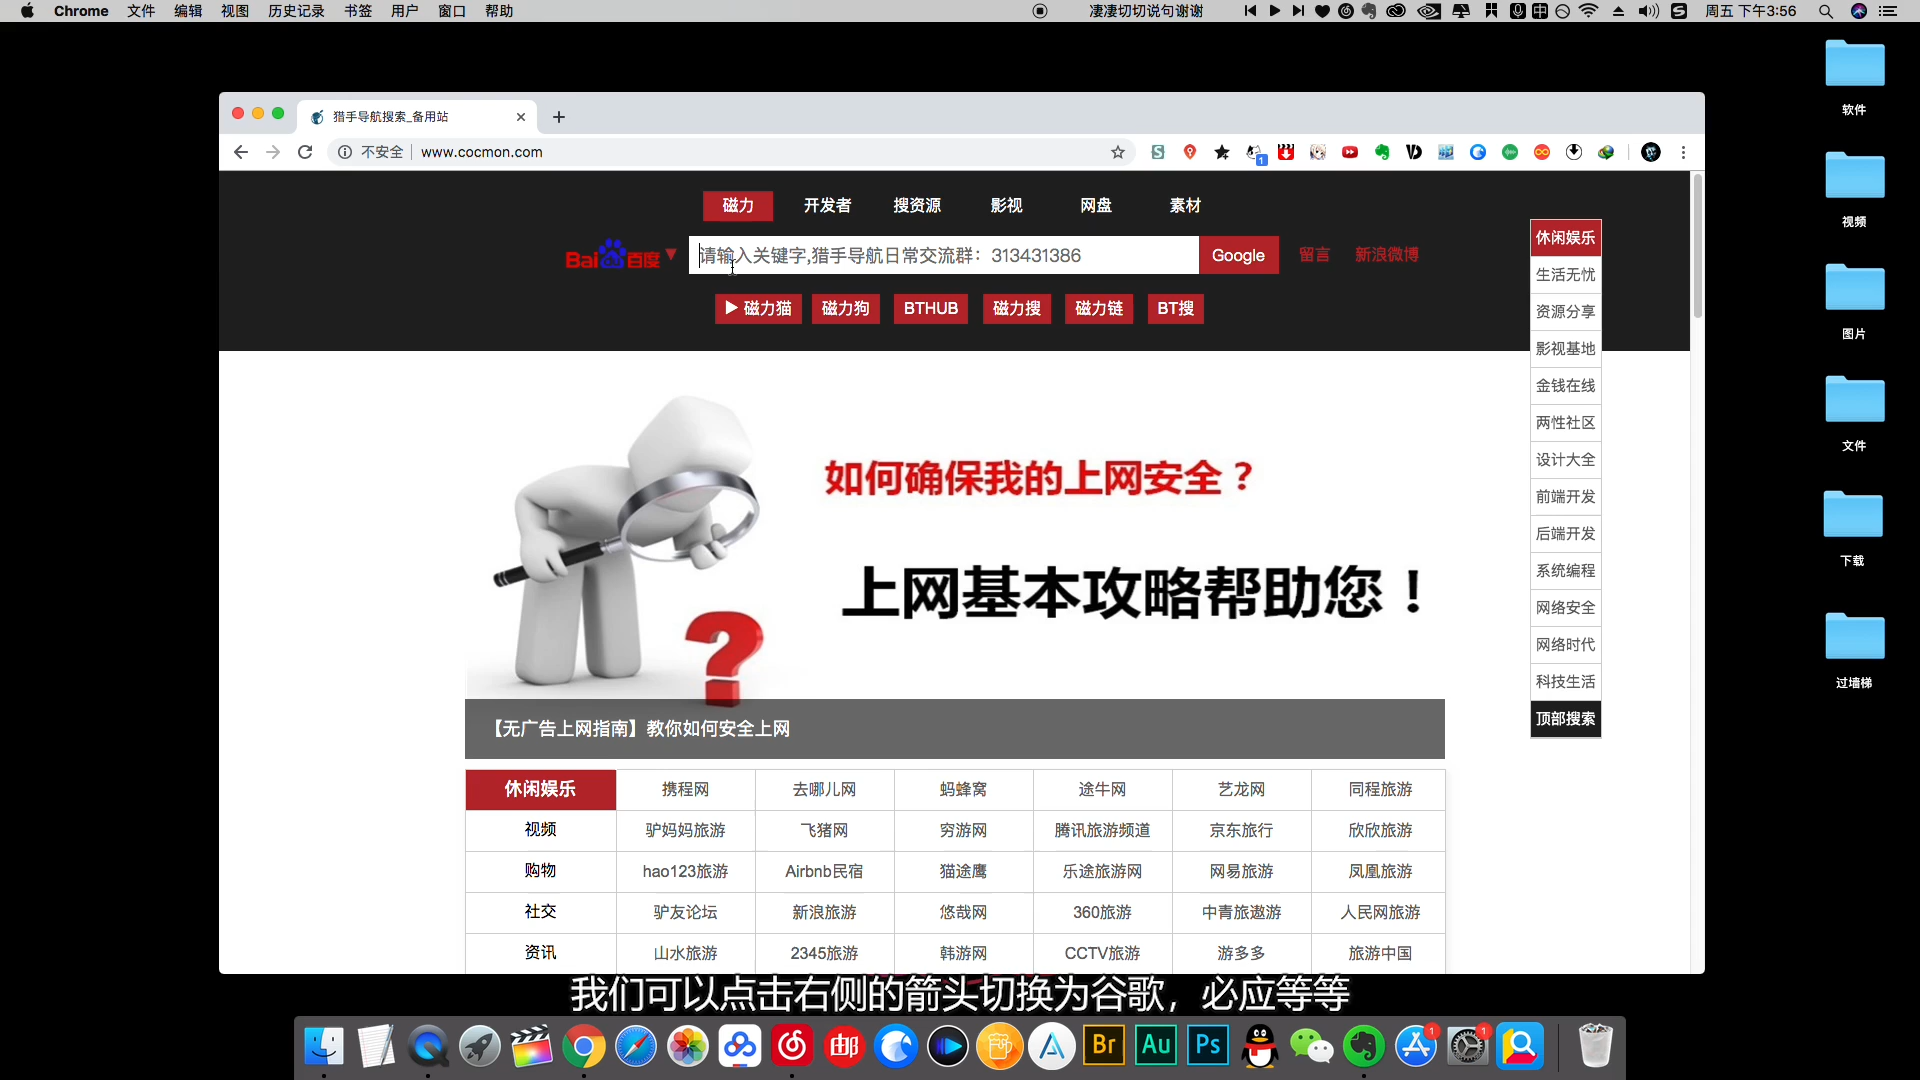 Chrome 文件 编辑 视图 历史记录 书签 用户 窗口 帮助 凄凄切切说句谢谢 周五 下午3:56
软件
猎手导航搜索_备用站
不安全 www.cocmon.com
视频
磁力 开发者 搜资源 影视 网盘 素材
Bai du 百度 请输入关键字,猎手导航日常交流群：313431386 Google 留言 新浪微博
▶ 磁力猫 磁力狗 BTHUB 磁力搜 磁力链 BT搜
休闲娱乐
生活无忧
资源分享
影视基地
金钱在线
两性社区
设计大全
前端开发
后端开发
系统编程
网络安全
网络时代
科技生活
顶部搜索
图片
文件
下载
过墙梯
如何确保我的上网安全？
上网基本攻略帮助您！
?
【无广告上网指南】教你如何安全上网
休闲娱乐 携程网 去哪儿网 蚂蜂窝 途牛网 艺龙网 同程旅游
视频 驴妈妈旅游 飞猪网 穷游网 腾讯旅游频道 京东旅行 欣欣旅游
购物 hao123旅游 Airbnb民宿 猫途鹰 乐途旅游网 网易旅游 凤凰旅游
社交 驴友论坛 新浪旅游 悠哉网 360旅游 中青旅遨游 人民网旅游
资讯 山水旅游 2345旅游 韩游网 CCTV旅游 游多多 旅游中国
我们可以点击右侧的箭头切换为谷歌，必应等等
邮 Br Au Ps 1 1